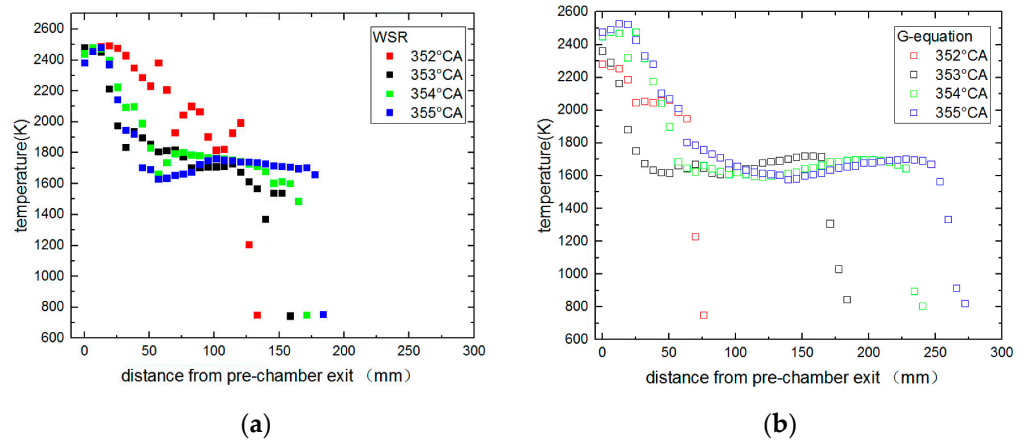 WSR
352°CA
353°CA
354°CA
355°CA
2600
2400
2200
2000
1800
1600
1400
1200
1000
800
600
temperature(K)
0 50 100 150 200 250 300
distance from pre-chamber exit （mm）
(a)
G-equation
352°CA
353°CA
354°CA
355°CA
2600
2400
2200
2000
1800
1600
1400
1200
1000
800
600
temperature(K)
0 50 100 150 200 250 300
distance from pre-chamber exit （mm）
(b)